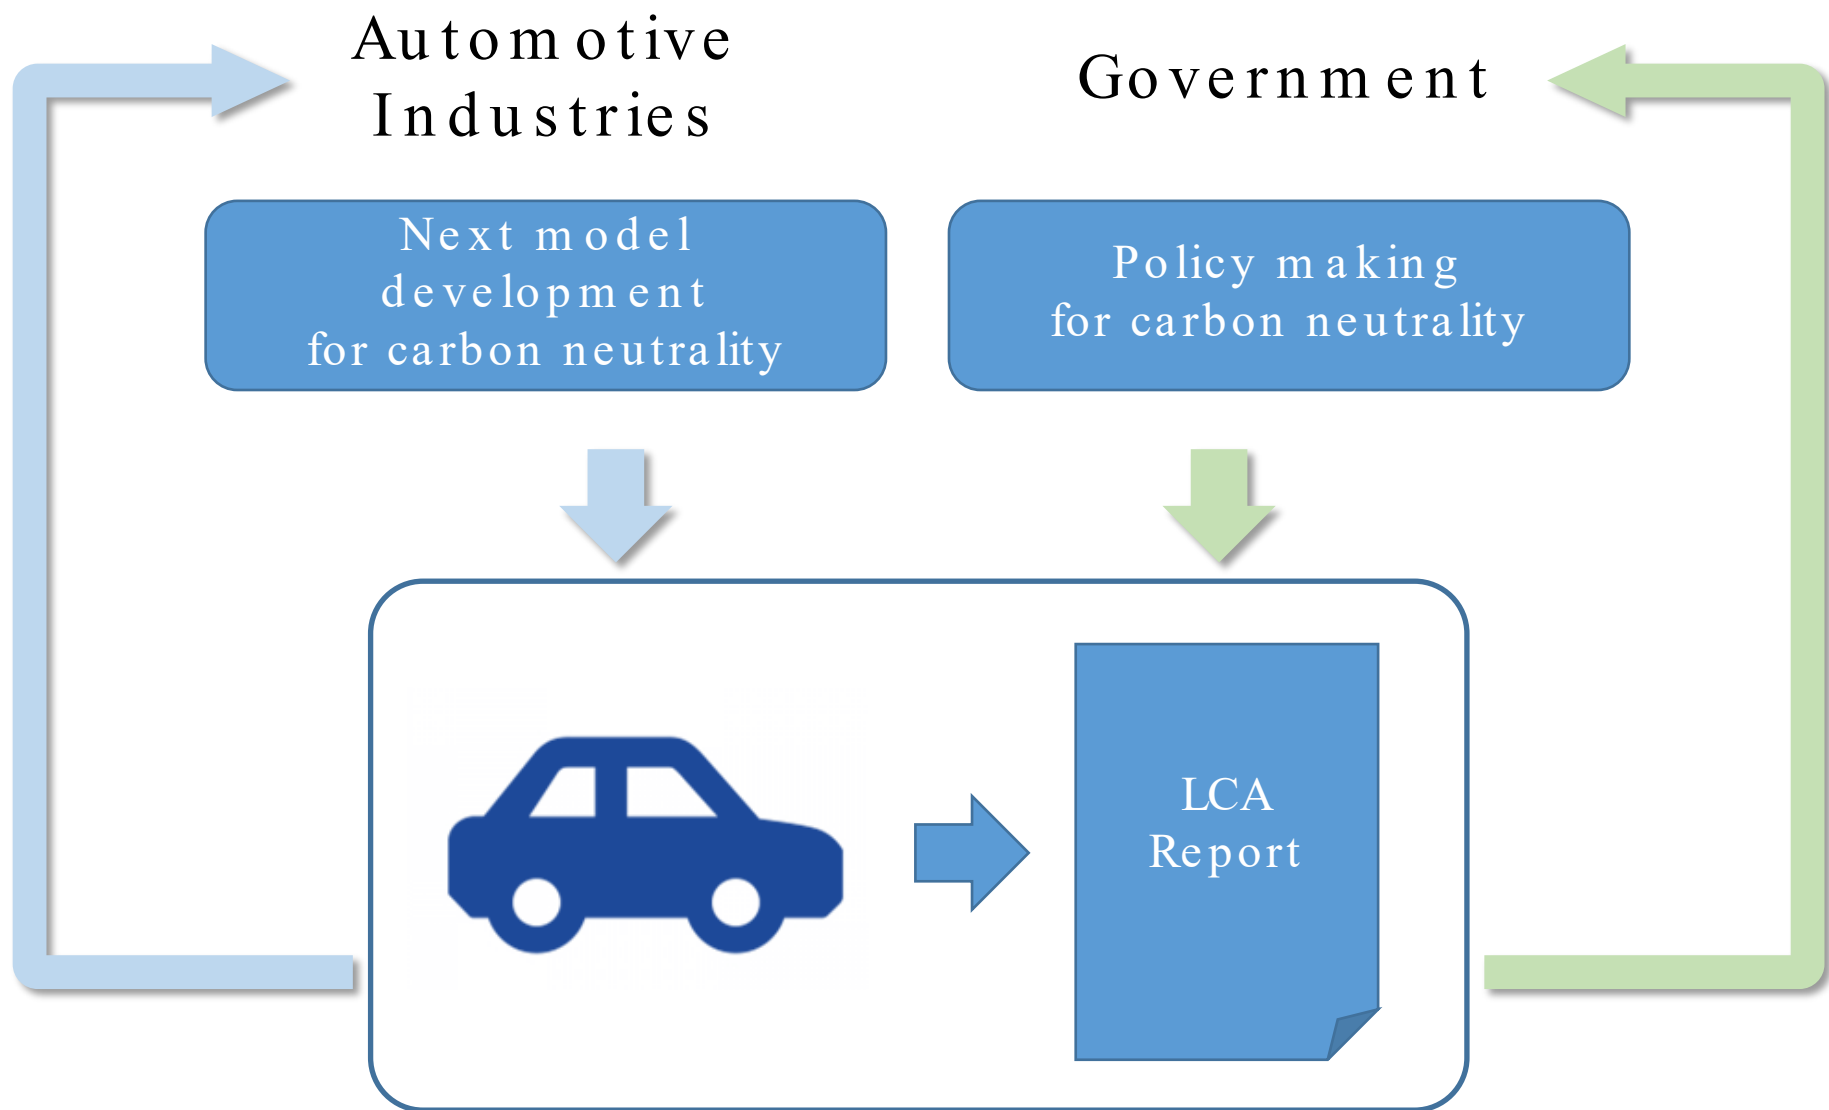 Automotive
Industries
Government
Next model
development
for carbon neutrality
Policy making
for carbon neutrality
LCA
Report